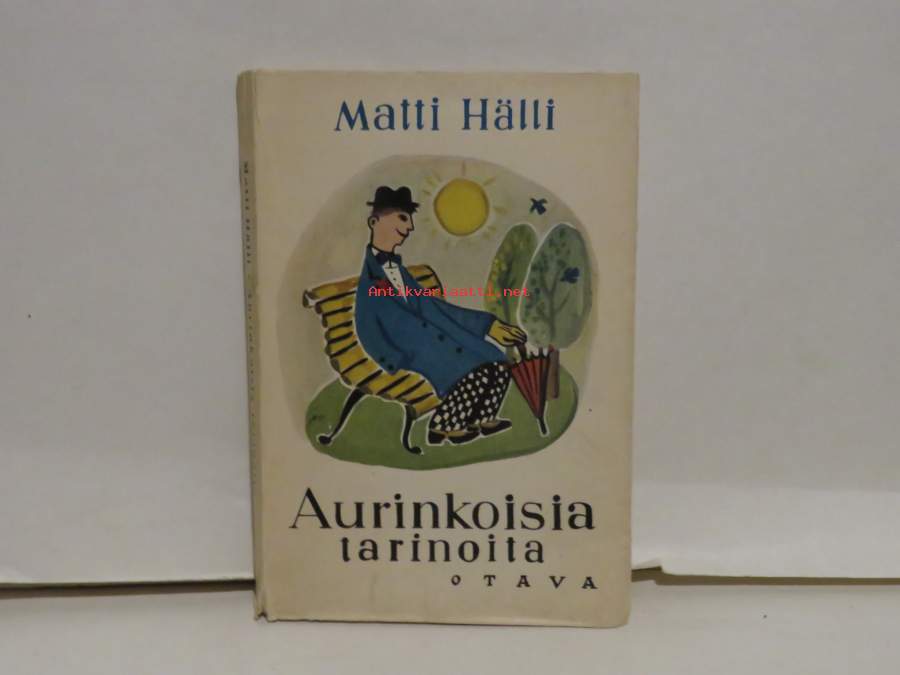 Matti Hälli
Antikvariaatti.net
Aurinkoisia
tarinoita
OTAVA